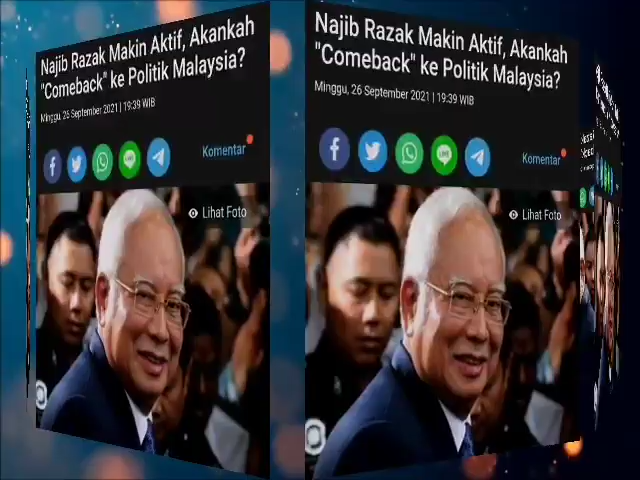 Najib Razak Makin Aktif, Akankah
"Comeback" ke Politik Malaysia?
Minggu, 26 September 2021 | 19:39 WIB
LINE
Komentar
Lihat Foto
Najib Razak Makin Aktif, Akankah
"Comeback" ke Politik Malaysia?
Minggu, 26 September 2021 | 19:39 WIB
LINE
Komentar
Lihat Foto